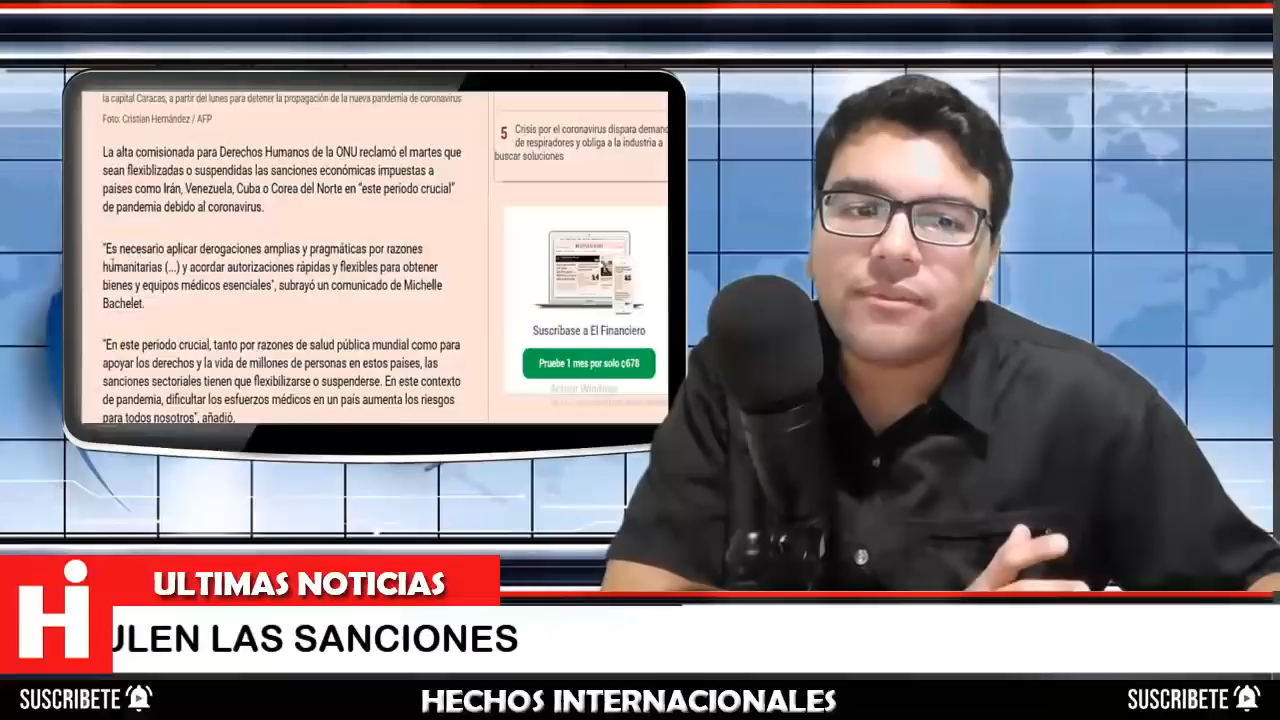 la capital Caracas, a partir del lunes para detener la propagación de la nueva pandemia de coronavirus
Foto: Cristian Hernández / AFP
La alta comisionada para Derechos Humanos de la ONU reclamó el martes que
sean flexiblizadas o suspendidas las sanciones económicas impuestas a
países como Irán, Venezuela, Cuba o Corea del Norte en "este periodo crucial"
de pandemia debido al coronavirus.
"Es necesario aplicar derogaciones amplias y pragmáticas por razones
humanitarias (...) y acordar autorizaciones rápidas y flexibles para obtener
bienes y equipos médicos esenciales", subrayó un comunicado de Michelle
Bachelet.
"En este periodo crucial, tanto por razones de salud pública mundial como para
apoyar los derechos y la vida de millones de personas en estos países, las
sanciones sectoriales tienen que flexibilizarse o suspenderse. En este contexto
de pandemia, dificultar los esfuerzos médicos en un país aumenta los riesgos
para todos nosotros", añadió.
5 Crisis por el coronavirus dispara deman
de respiradores y obliga a la industria a
buscar soluciones
Suscríbase a El Financiero
Pruebe 1 mes por solo ¢678
Activar Windows
HI
ULTIMAS NOTICIAS
ULEN LAS SANCIONES
SUSCRIBETE
HECHOS INTERNACIONALES
SUSCRIBETE